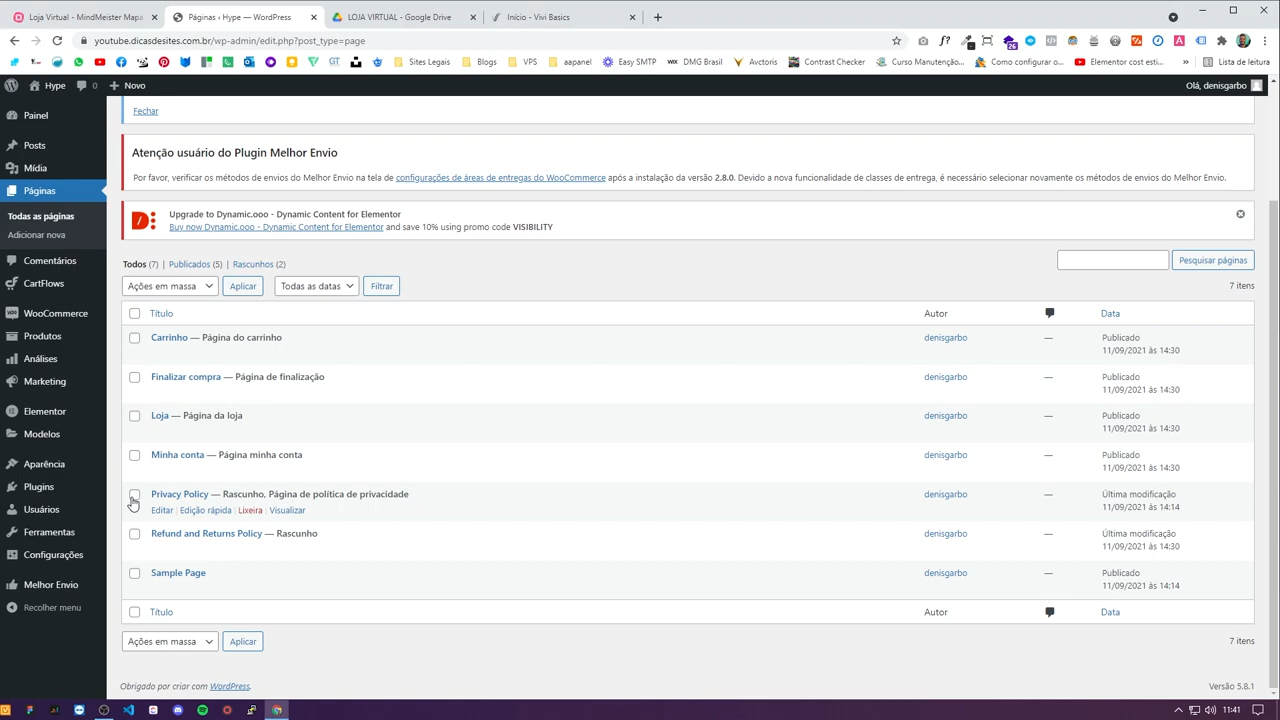 Loja Virtual - MindMeister Mapa
Páginas ‹ Hype — WordPress
LOJA VIRTUAL - Google Drive
Início - Vivi Basics
youtube.dicasdesites.com.br/wp-admin/edit.php?post_type=page
Sites Legais
Blogs
VPS
aapanel
Easy SMTP
WIX DMG Brasil
Avctoris
Contrast Checker
Curso Manutenção...
Como configurar o...
Elementor cost esti...
Lista de leitura
Hype
0
Novo
Olá, denisgarbo
Painel
Posts
Mídia
Páginas
Todas as páginas
Adicionar nova
Comentários
CartFlows
WooCommerce
Produtos
Análises
Marketing
Elementor
Modelos
Aparência
Plugins
Usuários
Ferramentas
Configurações
Melhor Envio
Recolher menu
Fechar
Atenção usuário do Plugin Melhor Envio
Por favor, verificar os métodos de envios do Melhor Envio na tela de configurações de áreas de entregas do WooCommerce após a instalação da versão 2.8.0. Devido a nova funcionalidade de classes de entrega, é necessário selecionar novamente os métodos de envios do Melhor Envio.
Upgrade to Dynamic.ooo - Dynamic Content for Elementor
Buy now Dynamic.ooo - Dynamic Content for Elementor and save 10% using promo code VISIBILITY
Todos (7) | Publicados (5) | Rascunhos (2)
Pesquisar páginas
Ações em massa
Aplicar
Todas as datas
Filtrar
7 itens
Título
Autor
Data
Carrinho — Página do carrinho
denisgarbo
—
Publicado
11/09/2021 às 14:30
Finalizar compra — Página de finalização
denisgarbo
—
Publicado
11/09/2021 às 14:30
Loja — Página da loja
denisgarbo
—
Publicado
11/09/2021 às 14:30
Minha conta — Página minha conta
denisgarbo
—
Publicado
11/09/2021 às 14:30
Privacy Policy — Rascunho, Página de política de privacidade
Editar | Edição rápida | Lixeira | Visualizar
denisgarbo
—
Última modificação
11/09/2021 às 14:14
Refund and Returns Policy — Rascunho
denisgarbo
—
Última modificação
11/09/2021 às 14:30
Sample Page
denisgarbo
—
Publicado
11/09/2021 às 14:14
Título
Autor
Data
Ações em massa
Aplicar
7 itens
Obrigado por criar com WordPress.
Versão 5.8.1
11:41